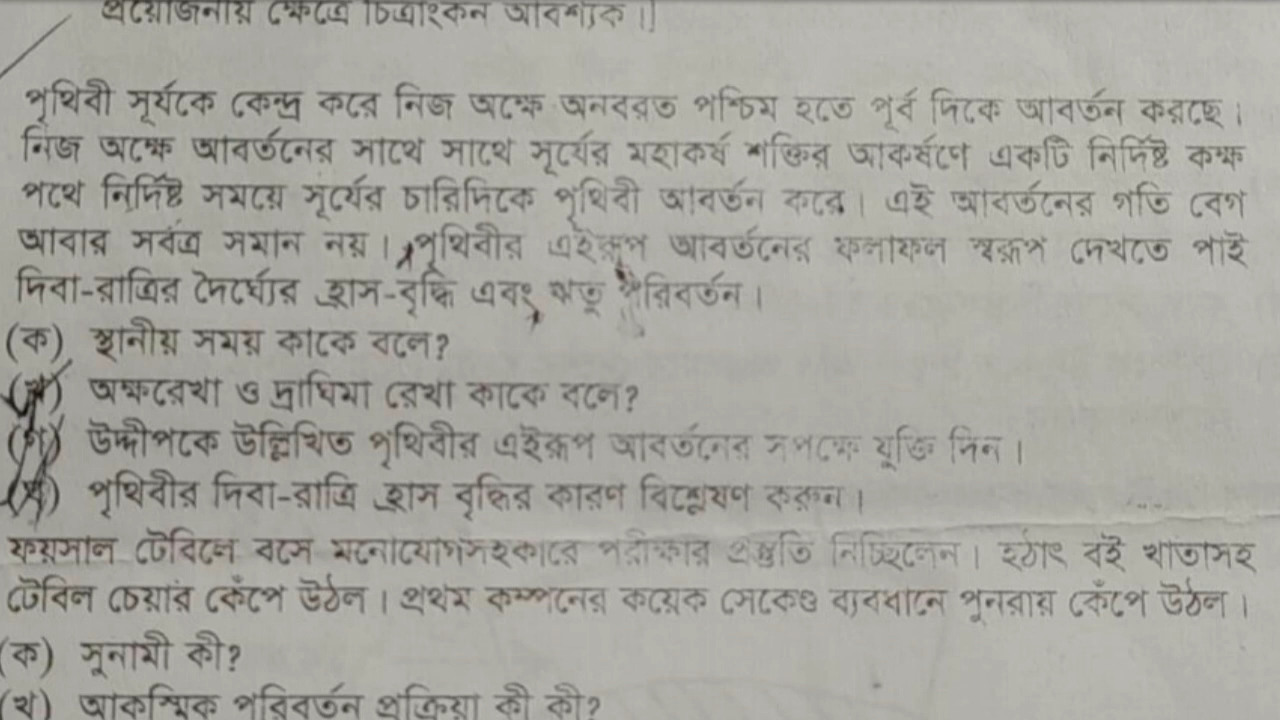 প্রয়োজনীয় ক্ষেত্রে চিত্রাংকন আবশ্যক।]
পৃথিবী সূর্যকে কেন্দ্র করে নিজ অক্ষে অনবরত পশ্চিম হতে পূর্ব দিকে আবর্তন করছে।
নিজ অক্ষে আবর্তনের সাথে সাথে সূর্যের মহাকর্ষ শক্তির আকর্ষণে একটি নির্দিষ্ট কক্ষ
পথে নির্দিষ্ট সময়ে সূর্যের চারিদিকে পৃথিবী আবর্তন করে। এই আবর্তনের গতি বেগ
আবার সর্বত্র সমান নয়। পৃথিবীর এইরূপ আবর্তনের ফলাফল স্বরূপ দেখতে পাই
দিবা-রাত্রির দৈর্ঘ্যের হ্রাস-বৃদ্ধি এবং ঋতু পরিবর্তন।
(ক) স্থানীয় সময় কাকে বলে?
(খ) অক্ষরেখা ও দ্রাঘিমা রেখা কাকে বলে?
(গ) উদ্দীপকে উল্লিখিত পৃথিবীর এইরূপ আবর্তনের সপক্ষে যুক্তি দিন।
(ঘ) পৃথিবীর দিবা-রাত্রি হ্রাস বৃদ্ধির কারণ বিশ্লেষণ করুন।
ফয়সাল টেবিলে বসে মনোযোগসহকারে পরীক্ষার প্রস্তুতি নিচ্ছিলেন। হঠাৎ বই খাতাসহ
টেবিল চেয়ার কেঁপে উঠল। প্রথম কম্পনের কয়েক সেকেণ্ড ব্যবধানে পুনরায় কেঁপে উঠল।
(ক) সুনামী কী?
(খ) আকস্মিক পরিবর্তন প্রক্রিয়া কী কী?